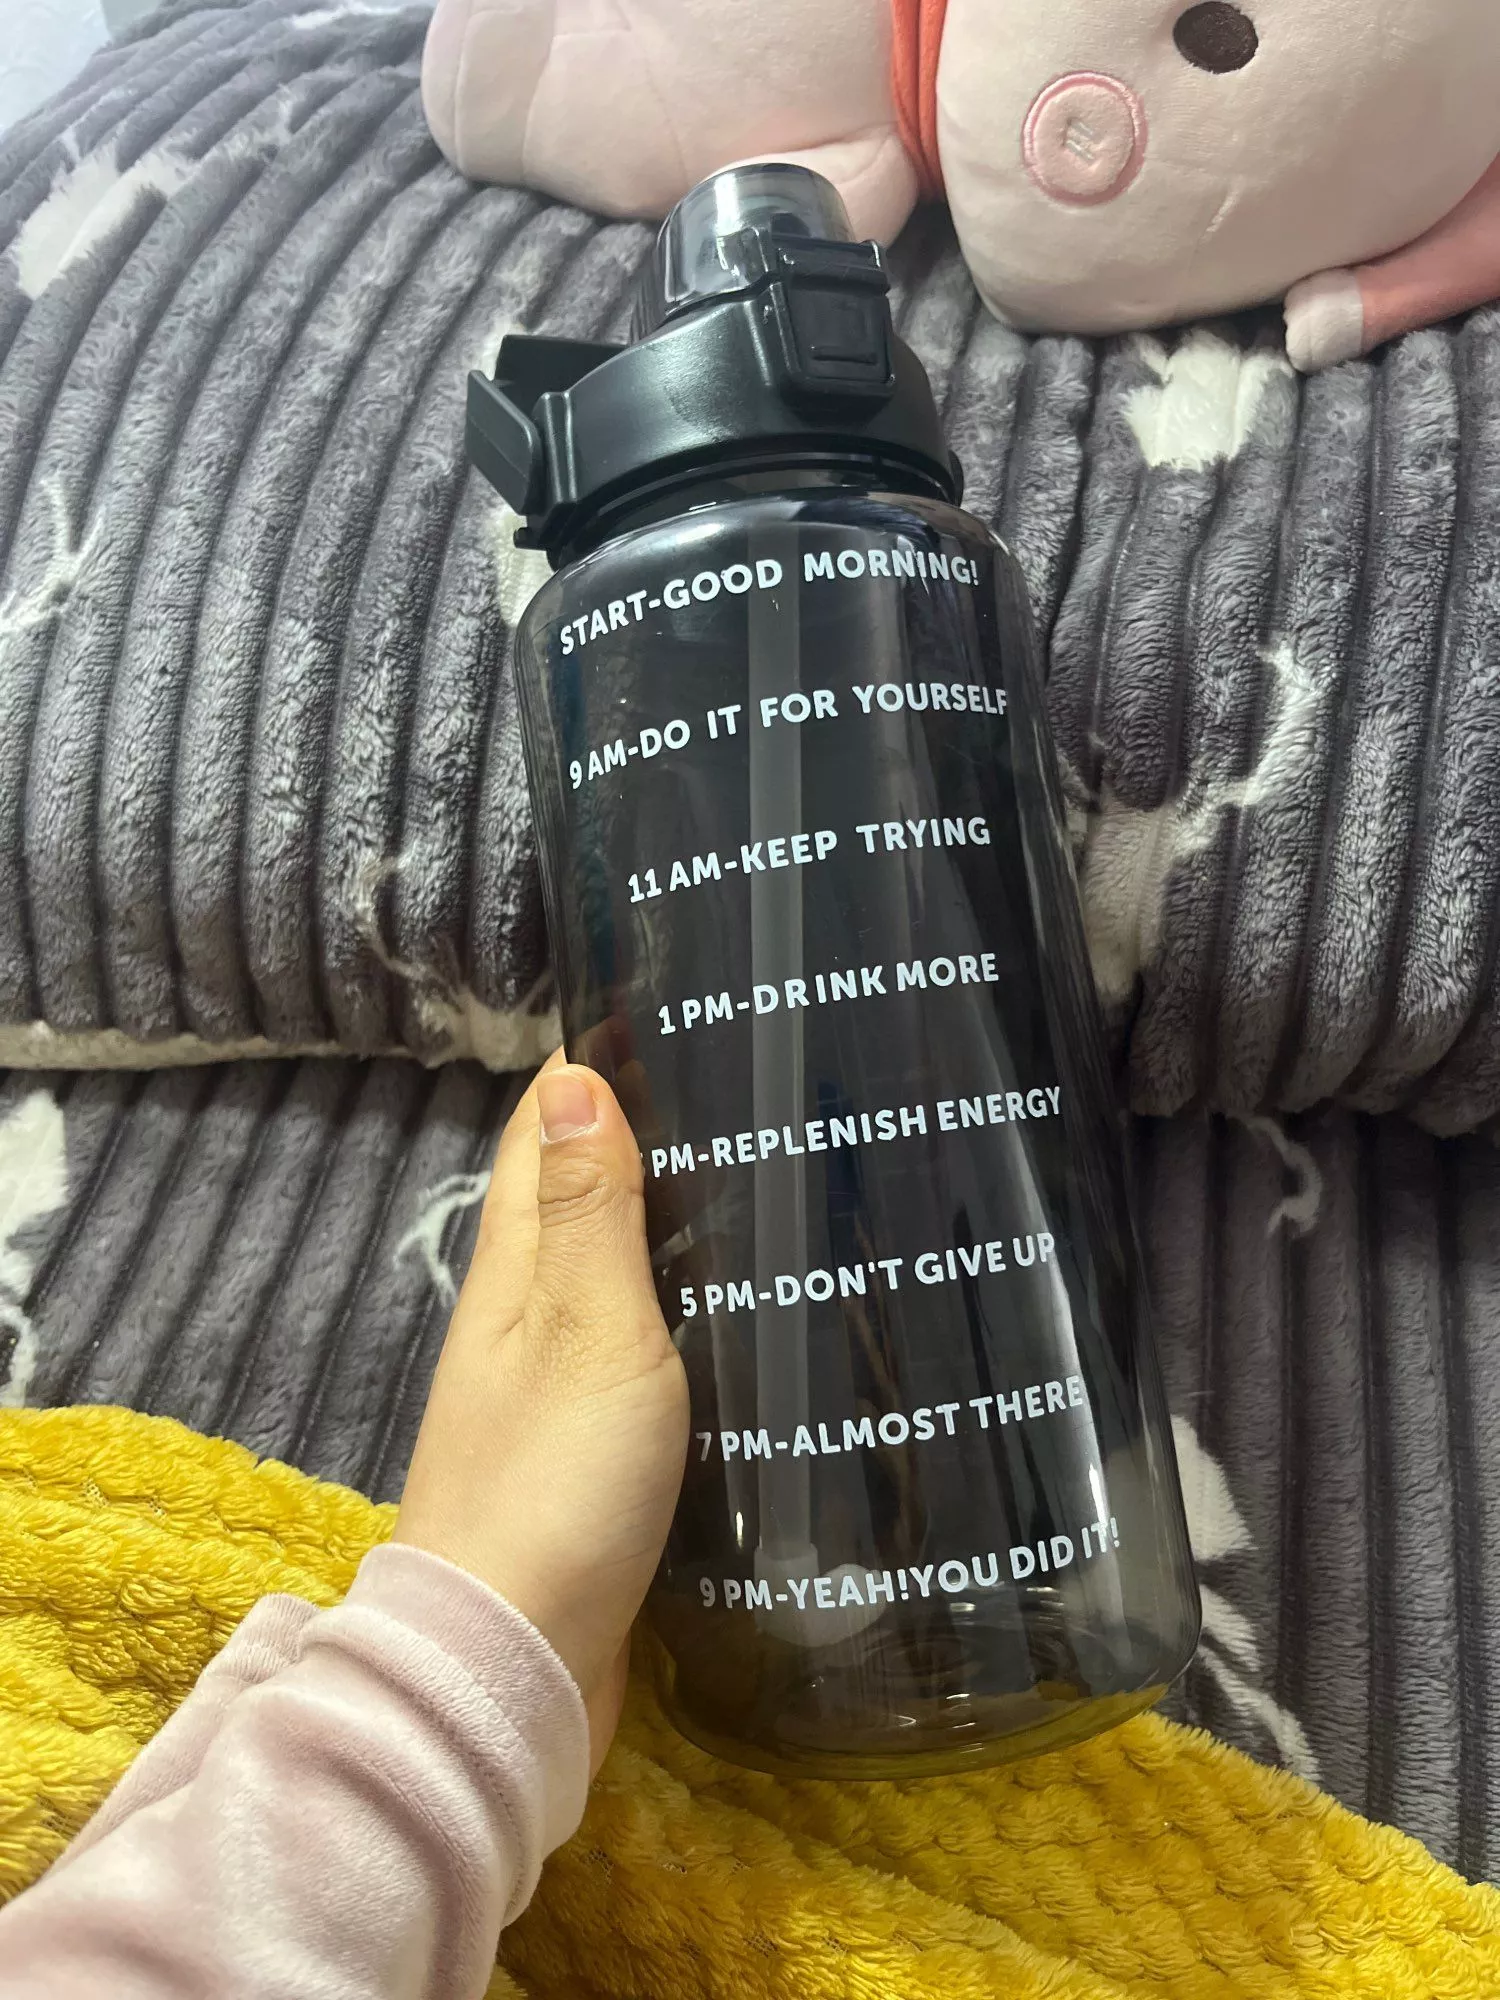 START-GOOD MORNING!
9 AM-DO IT FOR YOURSELF
11 AM-KEEP TRYING
1 PM-DRINK MORE
PM-REPLENISH ENERGY
5 PM-DON'T GIVE UP
7 PM-ALMOST THERE
9 PM-YEAH!YOU DID IT!